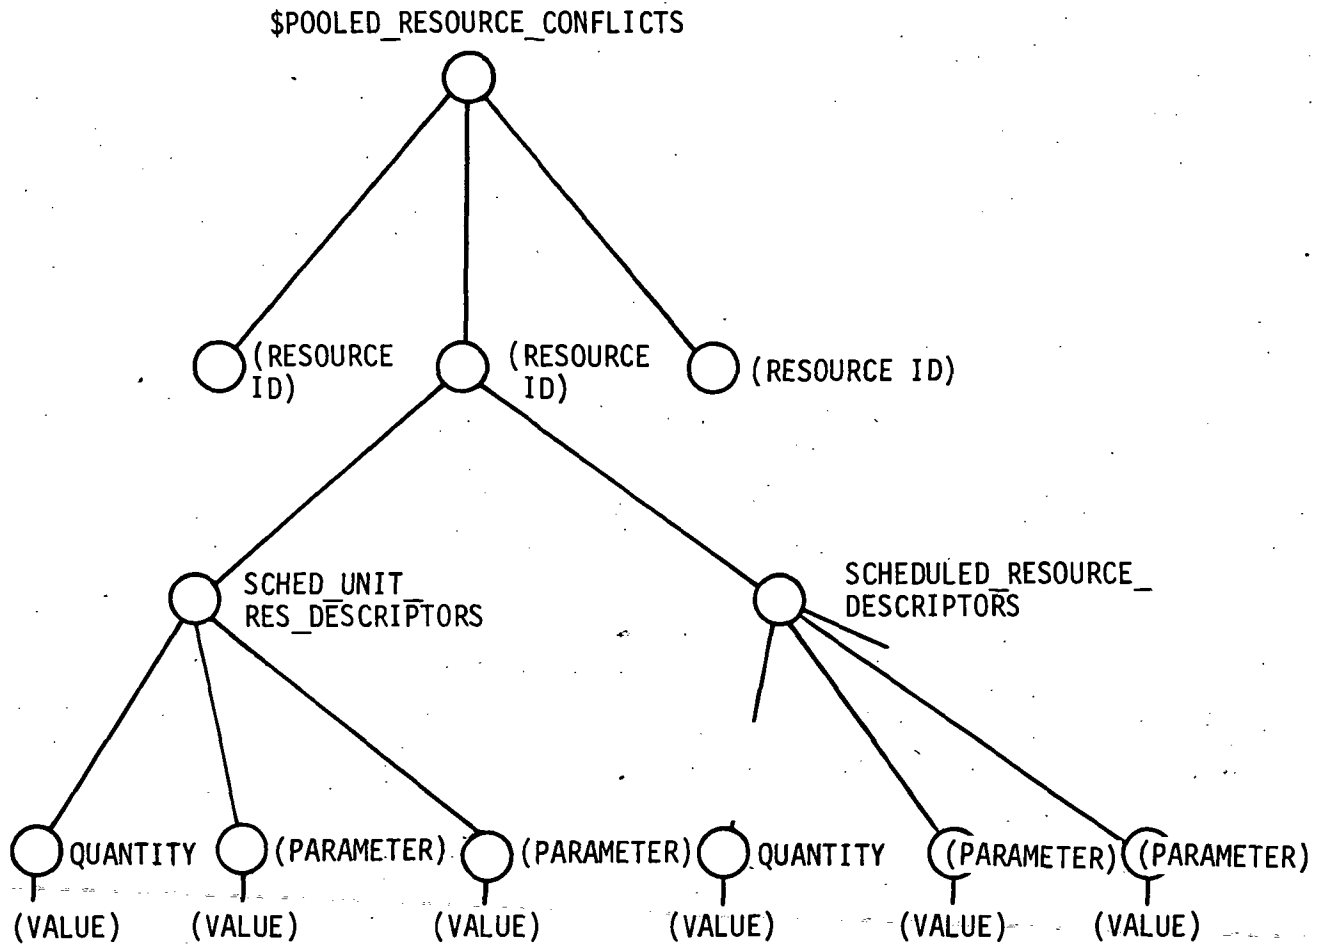 $POOLED_RESOURCE_CONFLICTS
(RESOURCE
ID)
(RESOURCE
ID)
(RESOURCE ID)
SCHED_UNIT_
RES_DESCRIPTORS
SCHEDULED_RESOURCE_
DESCRIPTORS
QUANTITY
(PARAMETER)
(PARAMETER)
QUANTITY
(PARAMETER)
(PARAMETER)
(VALUE)
(VALUE)
(VALUE)
(VALUE)
(VALUE)
(VALUE)